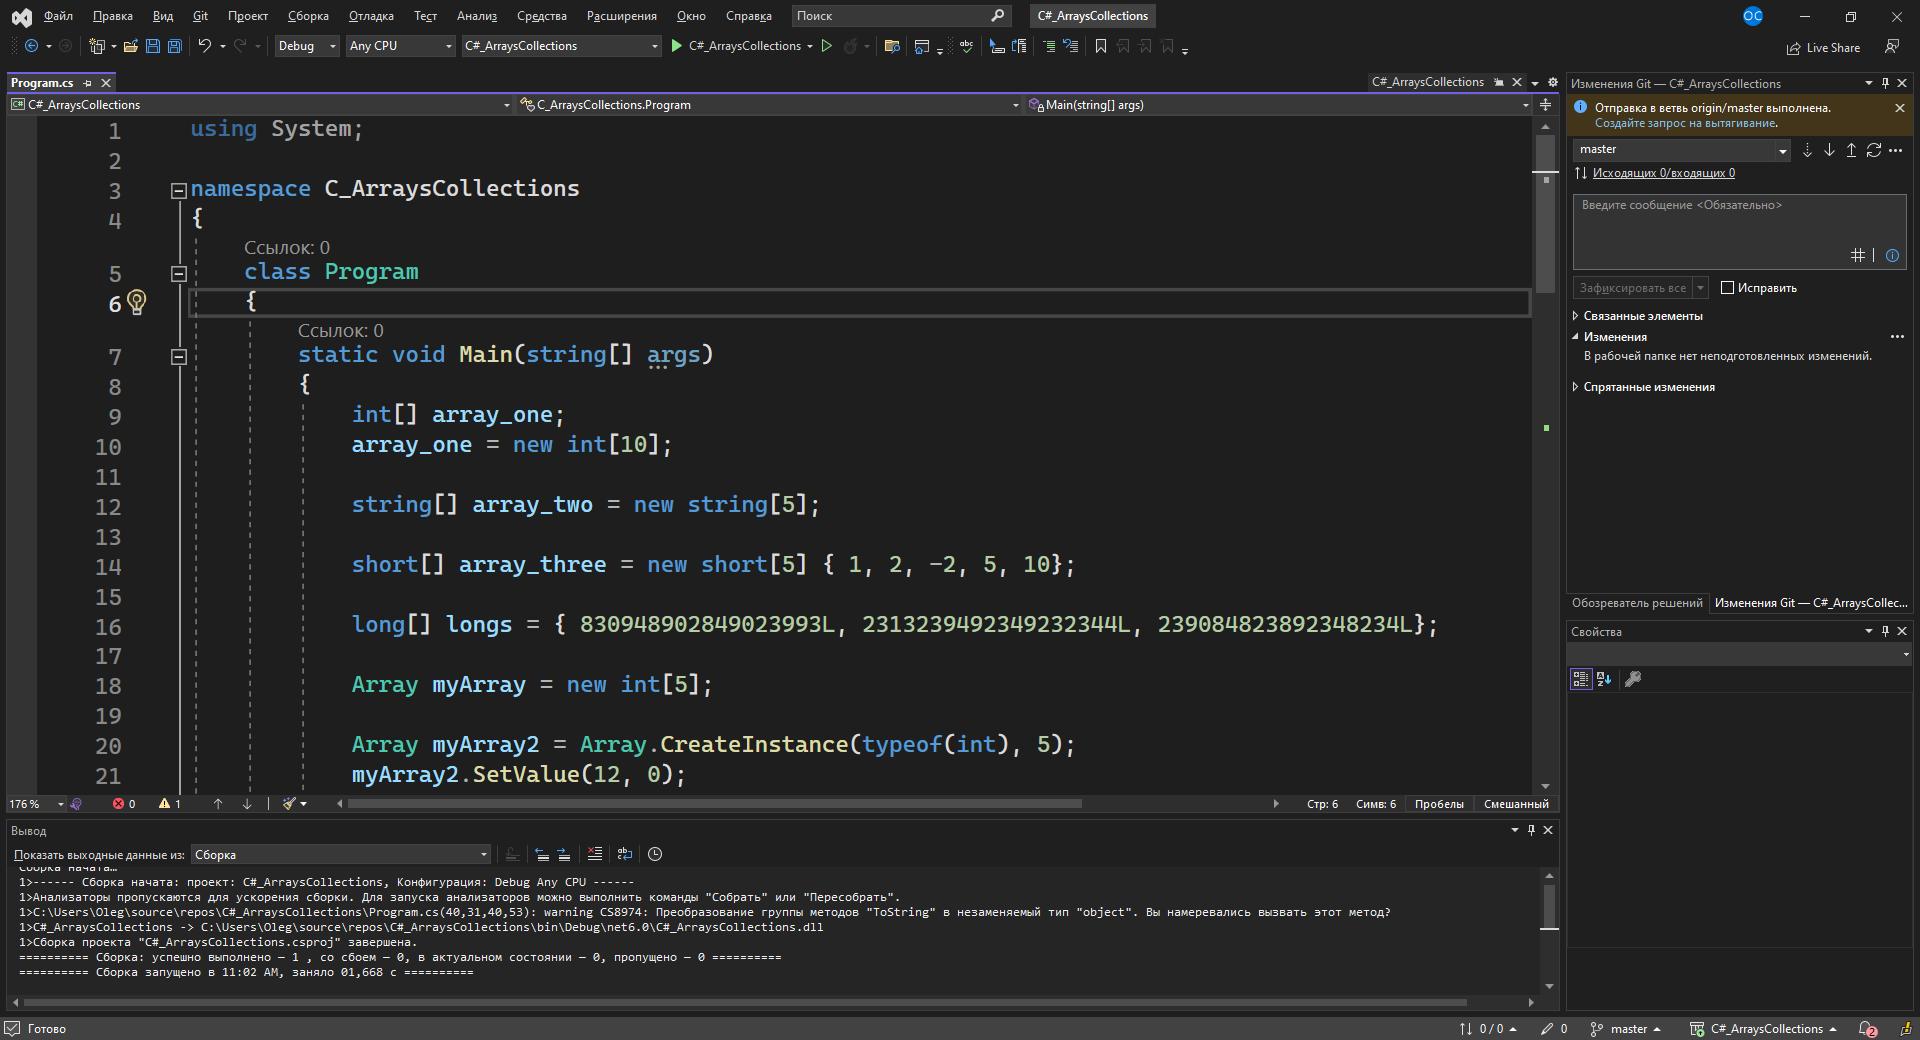 Файл Правка Вид Git Проект Сборка Отладка Тест Анализ Средства Расширения Окно Справка Поиск C#_ArraysCollections OC
Debug Any CPU C#_ArraysCollections C#_ArraysCollections Live Share
Program.cs C#_ArraysCollections
C#_ArraysCollections C_ArraysCollections.Program Main(string[] args)
1 using System;
2
3 namespace C_ArraysCollections
4 {
Ссылок: 0
5 class Program
6 {
Ссылок: 0
7 static void Main(string[] args)
8 {
9 int[] array_one;
10 array_one = new int[10];
11
12 string[] array_two = new string[5];
13
14 short[] array_three = new short[5] { 1, 2, -2, 5, 10};
15
16 long[] longs = { 830948902849023993L, 2313239492349232344L, 239084823892348234L};
17
18 Array myArray = new int[5];
19
20 Array myArray2 = Array.CreateInstance(typeof(int), 5);
21 myArray2.SetValue(12, 0);
176 % 0 1 Стр: 6 Симв: 6 Пробелы Смешанный
Вывод
Показать выходные данные из: Сборка
Сборка начата…
1>------ Сборка начата: проект: C#_ArraysCollections, Конфигурация: Debug Any CPU ------
1>Анализаторы пропускаются для ускорения сборки. Для запуска анализаторов можно выполнить команды "Собрать" или "Пересобрать".
1>C:\Users\Oleg\source\repos\C#_ArraysCollections\Program.cs(40,31,40,53): warning CS8974: Преобразование группы методов "ToString" в незаменяемый тип "object". Вы намеревались вызвать этот метод?
1>C#_ArraysCollections -> C:\Users\Oleg\source\repos\C#_ArraysCollections\bin\Debug\net6.0\C#_ArraysCollections.dll
1>Сборка проекта "C#_ArraysCollections.csproj" завершена.
========== Сборка: успешно выполнено — 1 , со сбоем — 0, в актуальном состоянии — 0, пропущено — 0 ==========
========== Сборка запущено в 11:02 AM, заняло 01,668 с ==========
Изменения Git — C#_ArraysCollections
Отправка в ветвь origin/master выполнена.
Создайте запрос на вытягивание.
master
Исходящих 0/входящих 0
Введите сообщение <Обязательно>
Зафиксировать все Исправить
Связанные элементы
Изменения
В рабочей папке нет неподготовленных изменений.
Спрятанные изменения
Обозреватель решений Изменения Git — C#_ArraysCollec...
Свойства
Готово 0 / 0 0 master C#_ArraysCollections 2